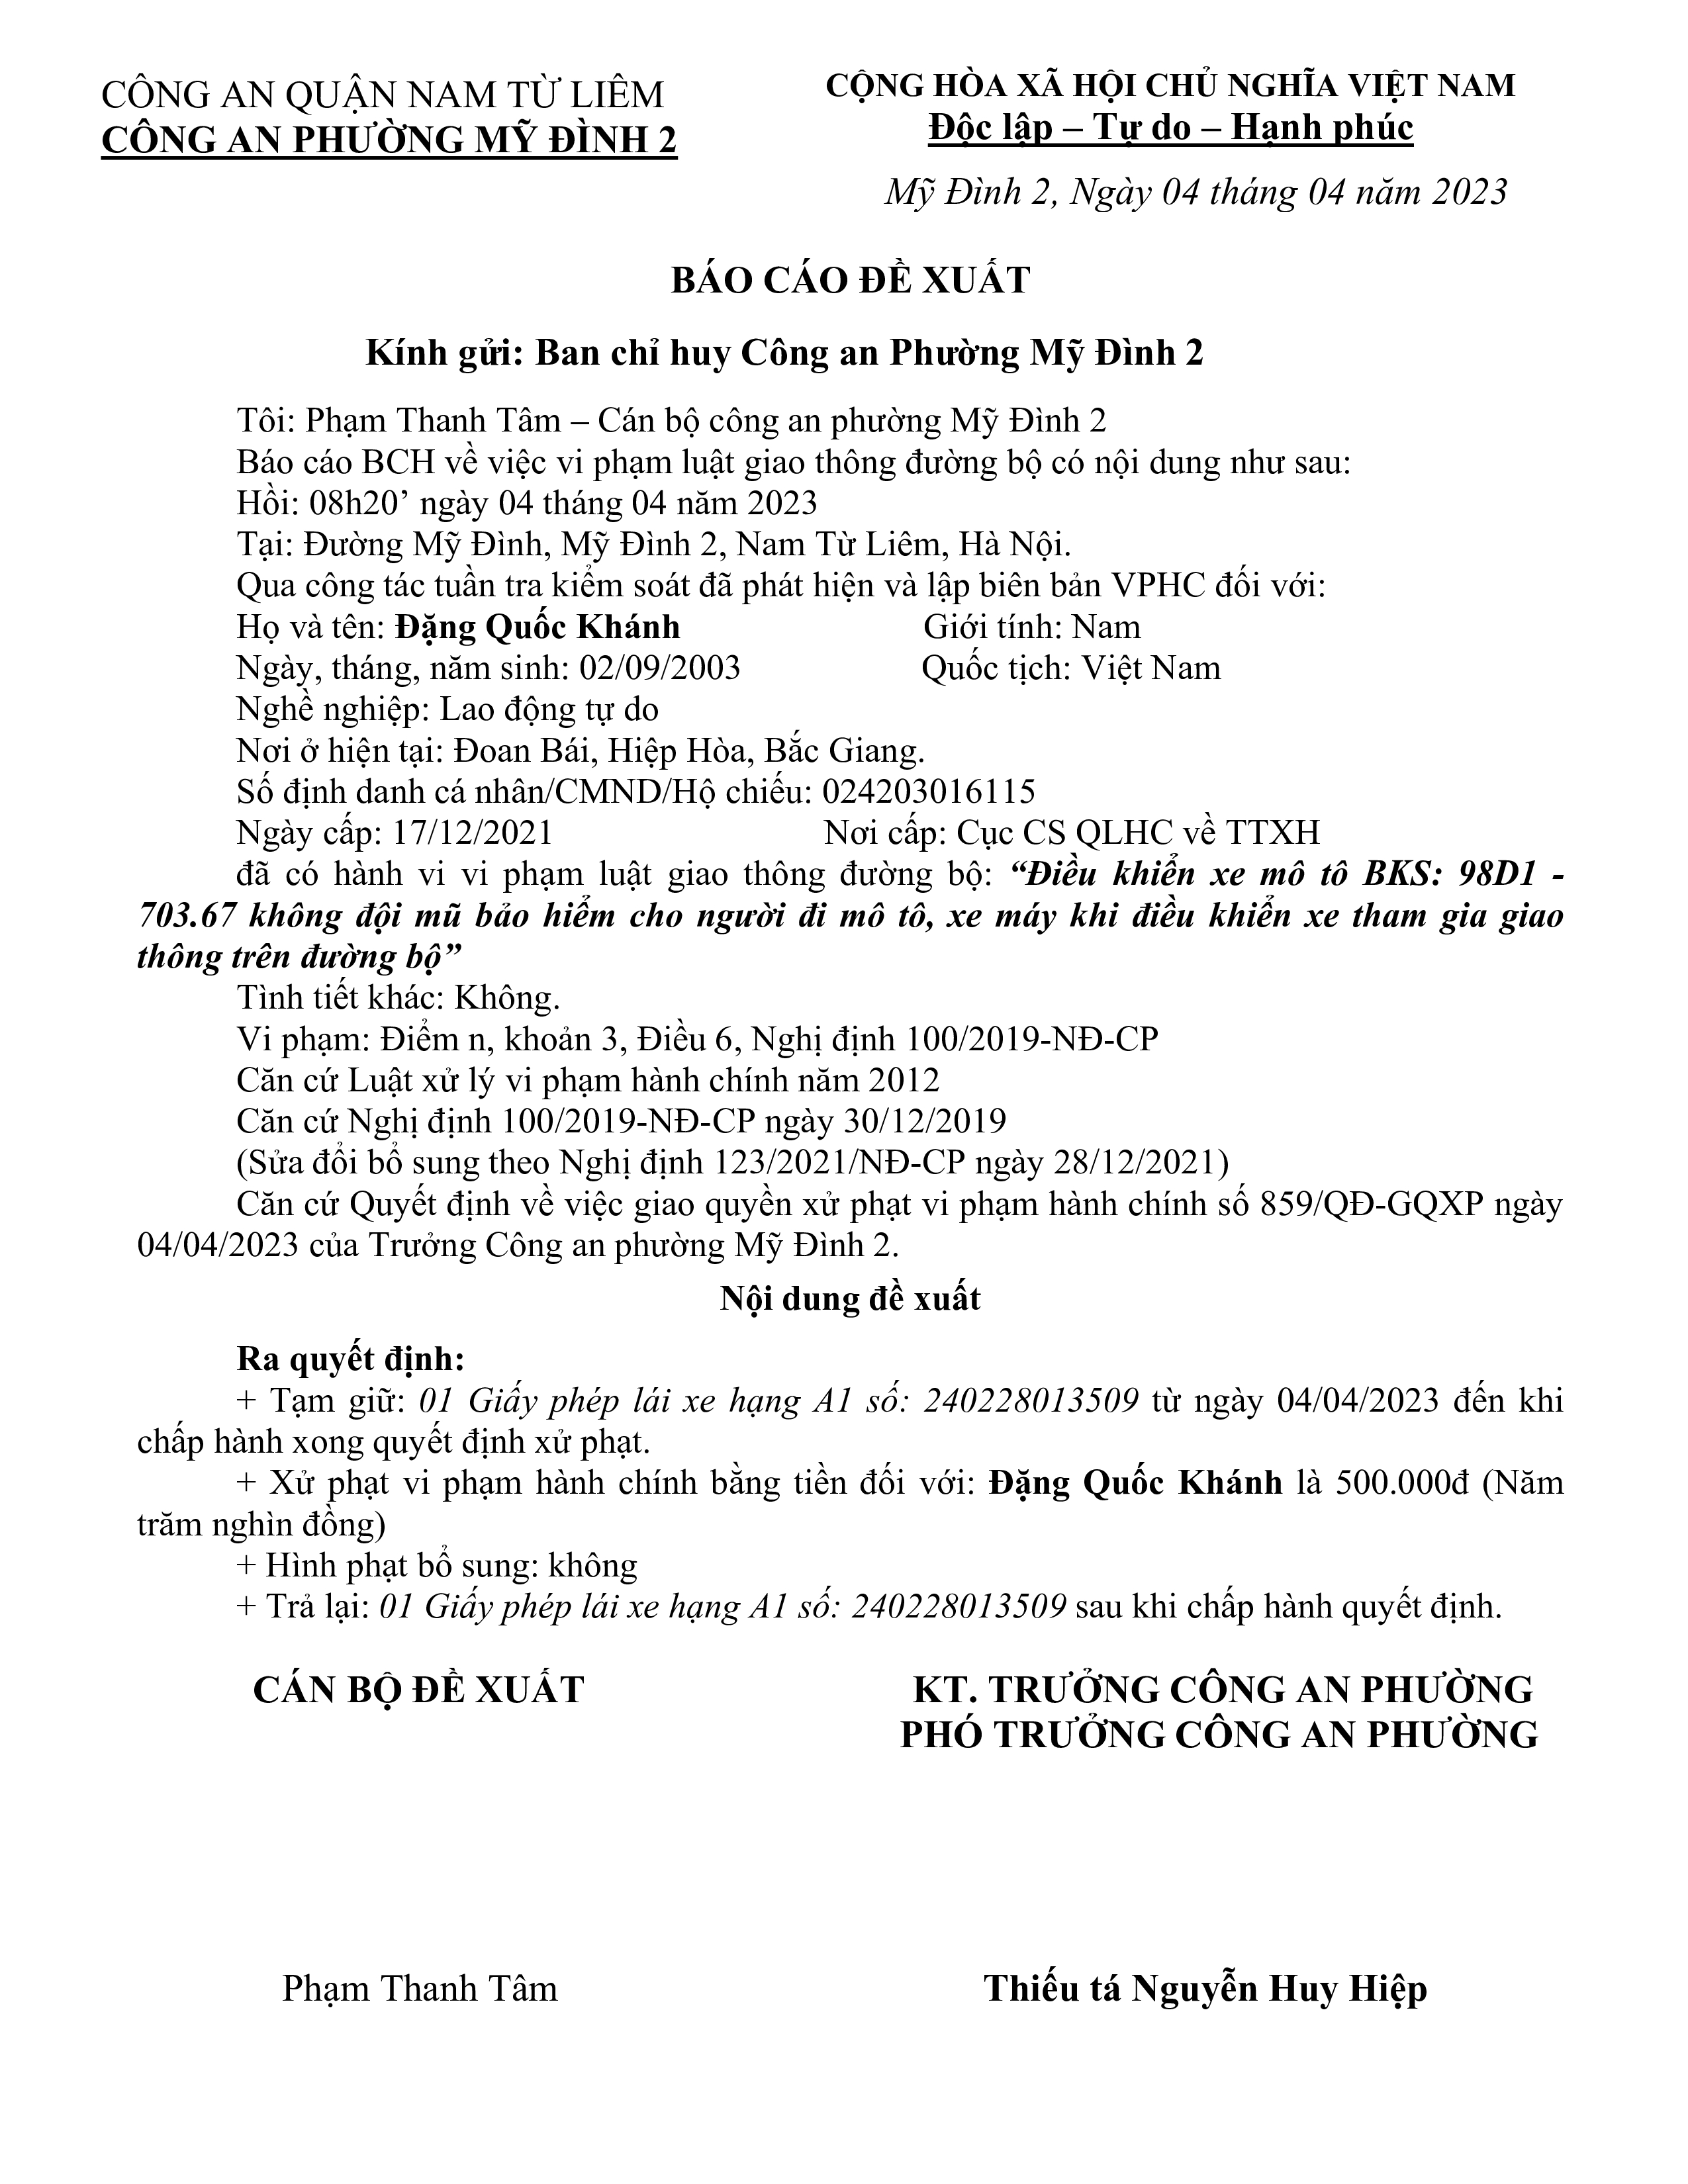 CÔNG AN QUẬN NAM TỪ LIÊM
CÔNG AN PHƯỜNG MỸ ĐÌNH 2
CỘNG HÒA XÃ HỘI CHỦ NGHĨA VIỆT NAM
Độc lập – Tự do – Hạnh phúc
Mỹ Đình 2, Ngày 04 tháng 04 năm 2023
BÁO CÁO ĐỀ XUẤT
Kính gửi: Ban chỉ huy Công an Phường Mỹ Đình 2
Tôi: Phạm Thanh Tâm – Cán bộ công an phường Mỹ Đình 2
Báo cáo BCH về việc vi phạm luật giao thông đường bộ có nội dung như sau:
Hồi: 08h20’ ngày 04 tháng 04 năm 2023
Tại: Đường Mỹ Đình, Mỹ Đình 2, Nam Từ Liêm, Hà Nội.
Qua công tác tuần tra kiểm soát đã phát hiện và lập biên bản VPHC đối với:
Họ và tên: Đặng Quốc Khánh Giới tính: Nam
Ngày, tháng, năm sinh: 02/09/2003 Quốc tịch: Việt Nam
Nghề nghiệp: Lao động tự do
Nơi ở hiện tại: Đoan Bái, Hiệp Hòa, Bắc Giang.
Số định danh cá nhân/CMND/Hộ chiếu: 024203016115
Ngày cấp: 17/12/2021 Nơi cấp: Cục CS QLHC về TTXH
đã có hành vi vi phạm luật giao thông đường bộ: “Điều khiển xe mô tô BKS: 98D1 -
703.67 không đội mũ bảo hiểm cho người đi mô tô, xe máy khi điều khiển xe tham gia giao
thông trên đường bộ”
Tình tiết khác: Không.
Vi phạm: Điểm n, khoản 3, Điều 6, Nghị định 100/2019-NĐ-CP
Căn cứ Luật xử lý vi phạm hành chính năm 2012
Căn cứ Nghị định 100/2019-NĐ-CP ngày 30/12/2019
(Sửa đổi bổ sung theo Nghị định 123/2021/NĐ-CP ngày 28/12/2021)
Căn cứ Quyết định về việc giao quyền xử phạt vi phạm hành chính số 859/QĐ-GQXP ngày
04/04/2023 của Trưởng Công an phường Mỹ Đình 2.
Nội dung đề xuất
Ra quyết định:
+ Tạm giữ: 01 Giấy phép lái xe hạng A1 số: 240228013509 từ ngày 04/04/2023 đến khi
chấp hành xong quyết định xử phạt.
+ Xử phạt vi phạm hành chính bằng tiền đối với: Đặng Quốc Khánh là 500.000đ (Năm
trăm nghìn đồng)
+ Hình phạt bổ sung: không
+ Trả lại: 01 Giấy phép lái xe hạng A1 số: 240228013509 sau khi chấp hành quyết định.
CÁN BỘ ĐỀ XUẤT
KT. TRƯỞNG CÔNG AN PHƯỜNG
PHÓ TRƯỞNG CÔNG AN PHƯỜNG
Phạm Thanh Tâm
Thiếu tá Nguyễn Huy Hiệp